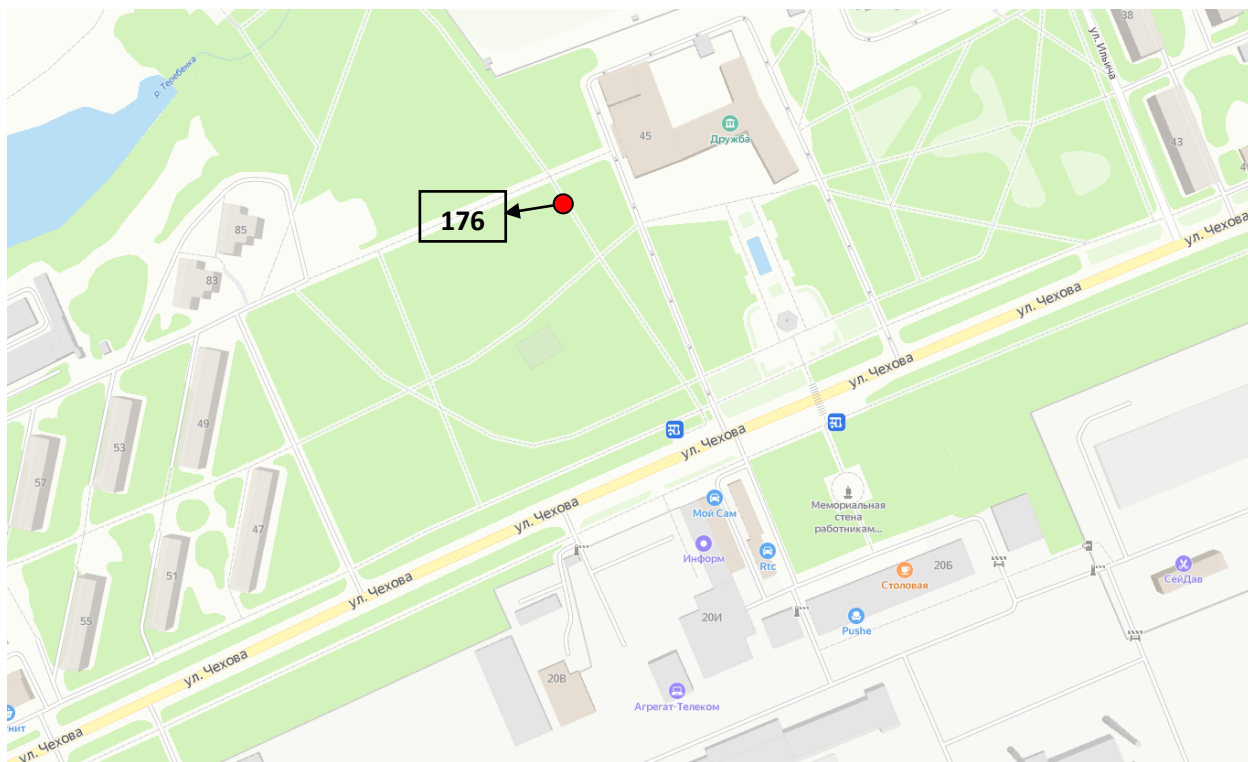 38
ул. Ильича
р. Теребенка
45
Дружба
43
176
85
ул. Чехова
83
ул. Чехова
ул. Чехова
49
53
57
ул. Чехова
47
Мемориальная
стена
работникам...
Мой Сам
ул. Чехова
Информ
Rtc
20Б
Столовая
СейДав
51
ул. Чехова
55
20И
Pushe
ул. Чехова
20В
Агрегат-Телеком
нит
ул. Чехова